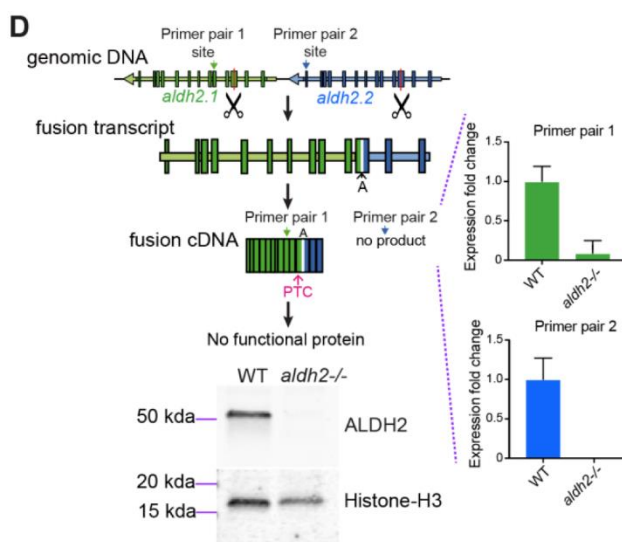 D
Primer pair 1
site
Primer pair 2
site
genomic DNA
aldh2.1
aldh2.2
fusion transcript
A
Primer pair 1
Primer pair 2
fusion cDNA
A
no product
PTC
No functional protein
WT aldh2-/-
50 kda
ALDH2
20 kda
15 kda
Histone-H3
Primer pair 1
Expression fold change
1.5
1.0
0.5
0
WT
aldh2-/-
Primer pair 2
Expression fold change
1.5
1.0
0.5
0
WT
aldh2-/-